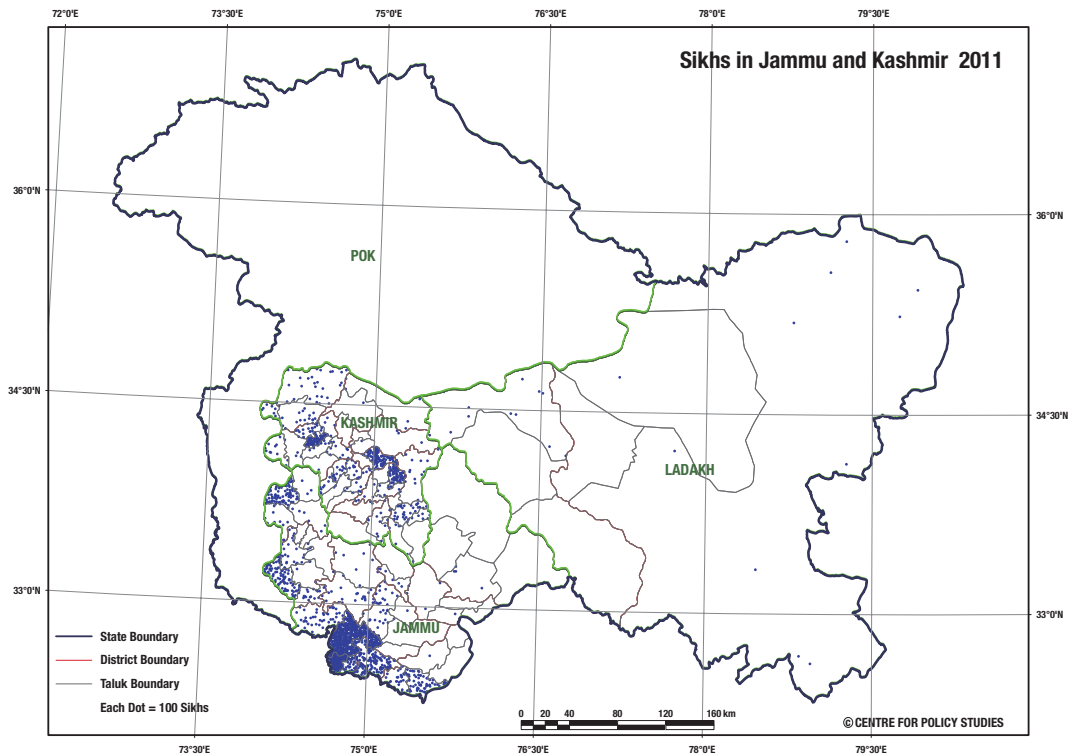 72°0'E 73°30'E 75°0'E 76°30'E 78°0'E 79°30'E
Sikhs in Jammu and Kashmir 2011
36°0'N 36°0'N
POK
34°30'N 34°30'N
KASHMIR
LADAKH
33°0'N 33°0'N
JAMMU
State Boundary
District Boundary
Taluk Boundary
Each Dot = 100 Sikhs
0 20 40 80 120 160 km
© CENTRE FOR POLICY STUDIES
73°30'E 75°0'E 76°30'E 78°0'E 79°30'E